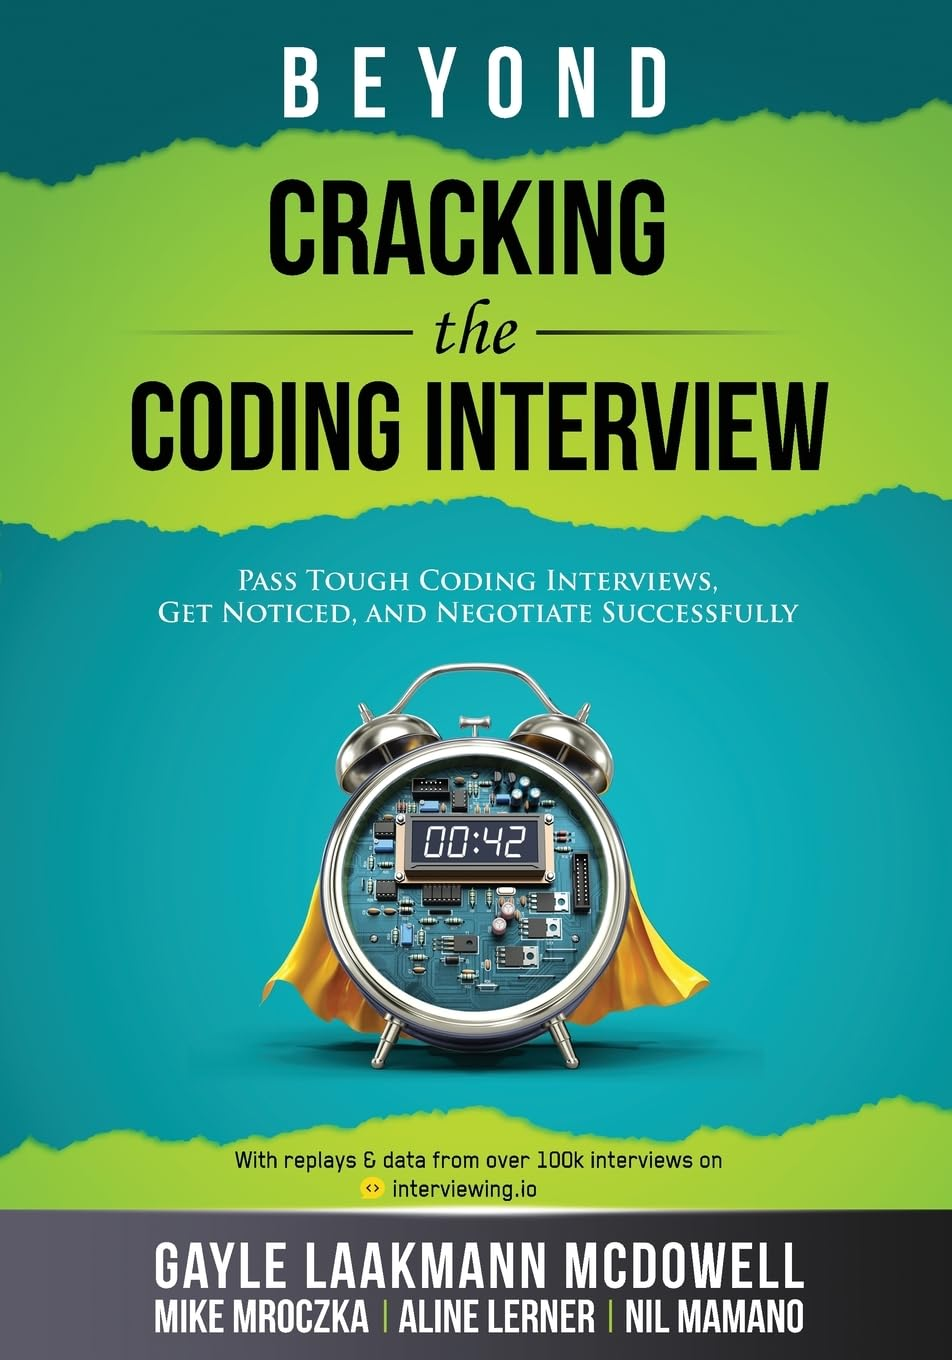 BEYOND
CRACKING
the
CODING INTERVIEW
PASS TOUGH CODING INTERVIEWS,
GET NOTICED, AND NEGOTIATE SUCCESSFULLY
00:42
With replays & data from over 100k interviews on
interviewing.io
GAYLE LAAKMANN MCDOWELL
MIKE MROCZKA | ALINE LERNER | NIL MAMANO